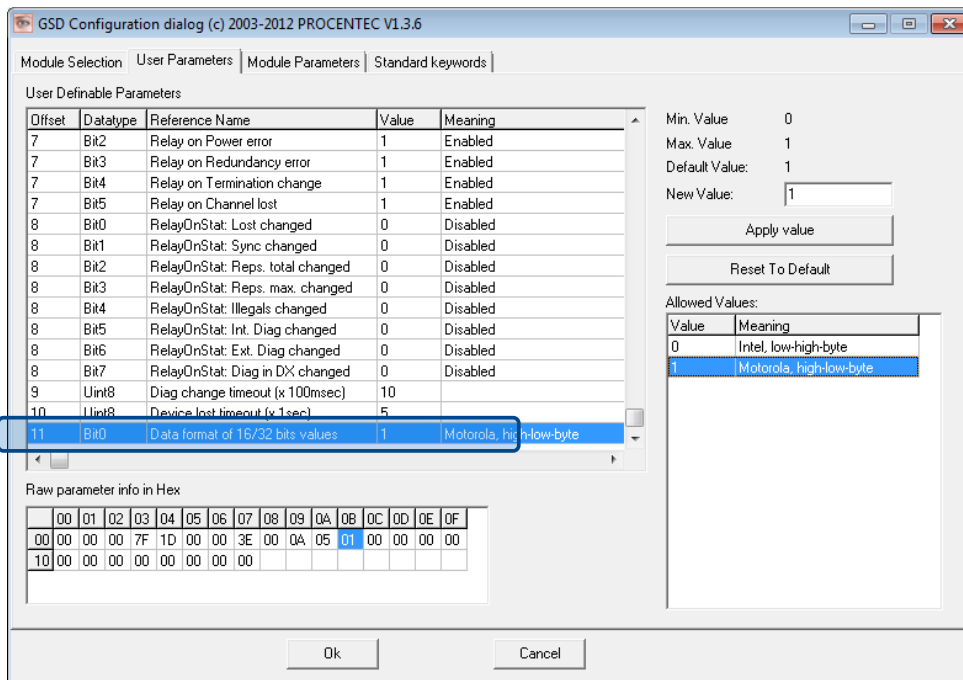 GSD Configuration dialog (c) 2003-2012 PROCENTEC V1.3.6
Module Selection User Parameters Module Parameters Standard keywords
User Definable Parameters
Offset Datatype Reference Name Value Meaning
7 Bit2 Relay on Power error 1 Enabled
7 Bit3 Relay on Redundancy error 1 Enabled
7 Bit4 Relay on Termination change 1 Enabled
7 Bit5 Relay on Channel lost 1 Enabled
8 Bit0 RelayOnStat: Lost changed 0 Disabled
8 Bit1 RelayOnStat: Sync changed 0 Disabled
8 Bit2 RelayOnStat: Reps. total changed 0 Disabled
8 Bit3 RelayOnStat: Reps. max. changed 0 Disabled
8 Bit4 RelayOnStat: Illegals changed 0 Disabled
8 Bit5 RelayOnStat: Int. Diag changed 0 Disabled
8 Bit6 RelayOnStat: Ext. Diag changed 0 Disabled
8 Bit7 RelayOnStat: Diag in DX changed 0 Disabled
9 Uint8 Diag change timeout (x 100msec) 10
10 Uint8 Device lost timeout (x 1sec) 5
11 Bit0 Data format of 16/32 bits values 1 Motorola, high-low-byte
Min. Value 0
Max. Value 1
Default Value: 1
New Value: 1
Apply value
Reset To Default
Allowed Values:
Value Meaning
0 Intel, low-high-byte
1 Motorola, high-low-byte
Raw parameter info in Hex
00 01 02 03 04 05 06 07 08 09 0A 0B 0C 0D 0E 0F
00 00 00 00 7F 1D 00 00 3E 00 0A 05 01 00 00 00 00
10 00 00 00 00 00 00 00 00
Ok Cancel